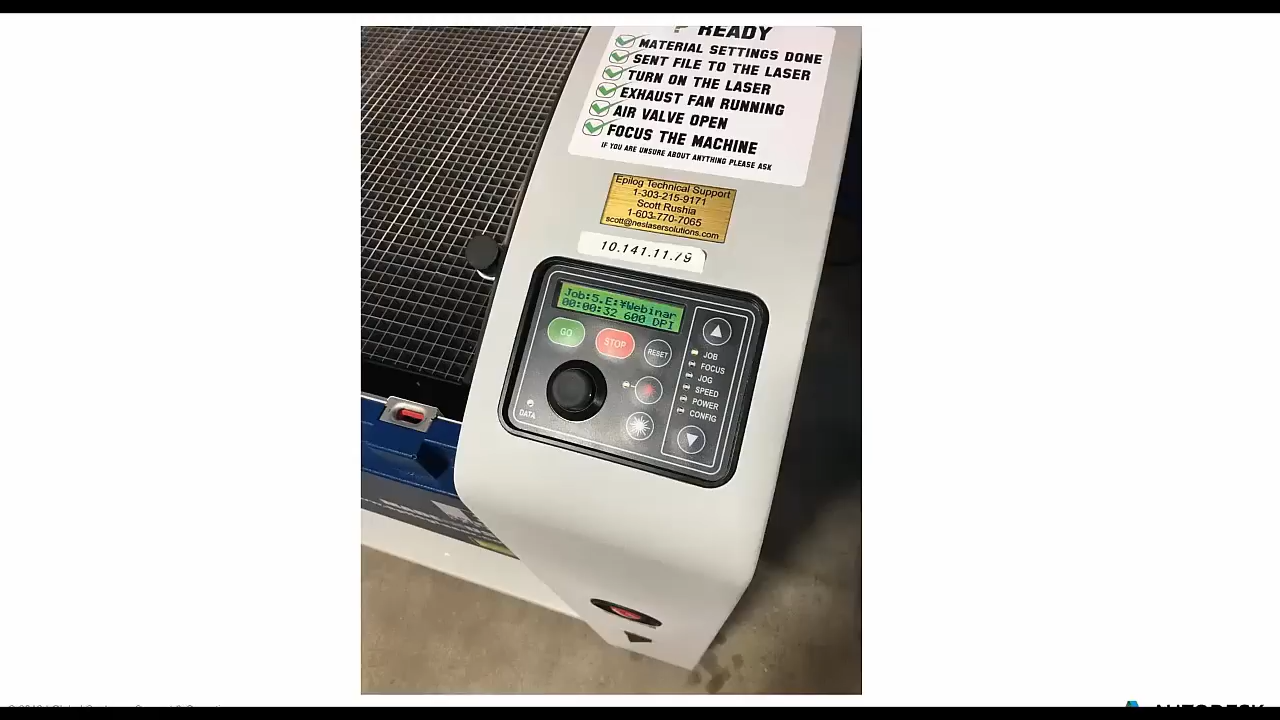 READY
MATERIAL SETTINGS DONE
SENT FILE TO THE LASER
TURN ON THE LASER
EXHAUST FAN RUNNING
AIR VALVE OPEN
FOCUS THE MACHINE
IF YOU ARE UNSURE ABOUT ANYTHING PLEASE ASK
Epilog Technical Support
1-303-215-9171
Scott Rushia
1-603-770-7065
scott@neslasersolutions.com
10.141.11.79
Job:5.E:¥Webinar
00:00:32 600 DPI
GO
STOP
RESET
JOB
FOCUS
JOG
SPEED
POWER
CONFIG
DATA
AUTODESK